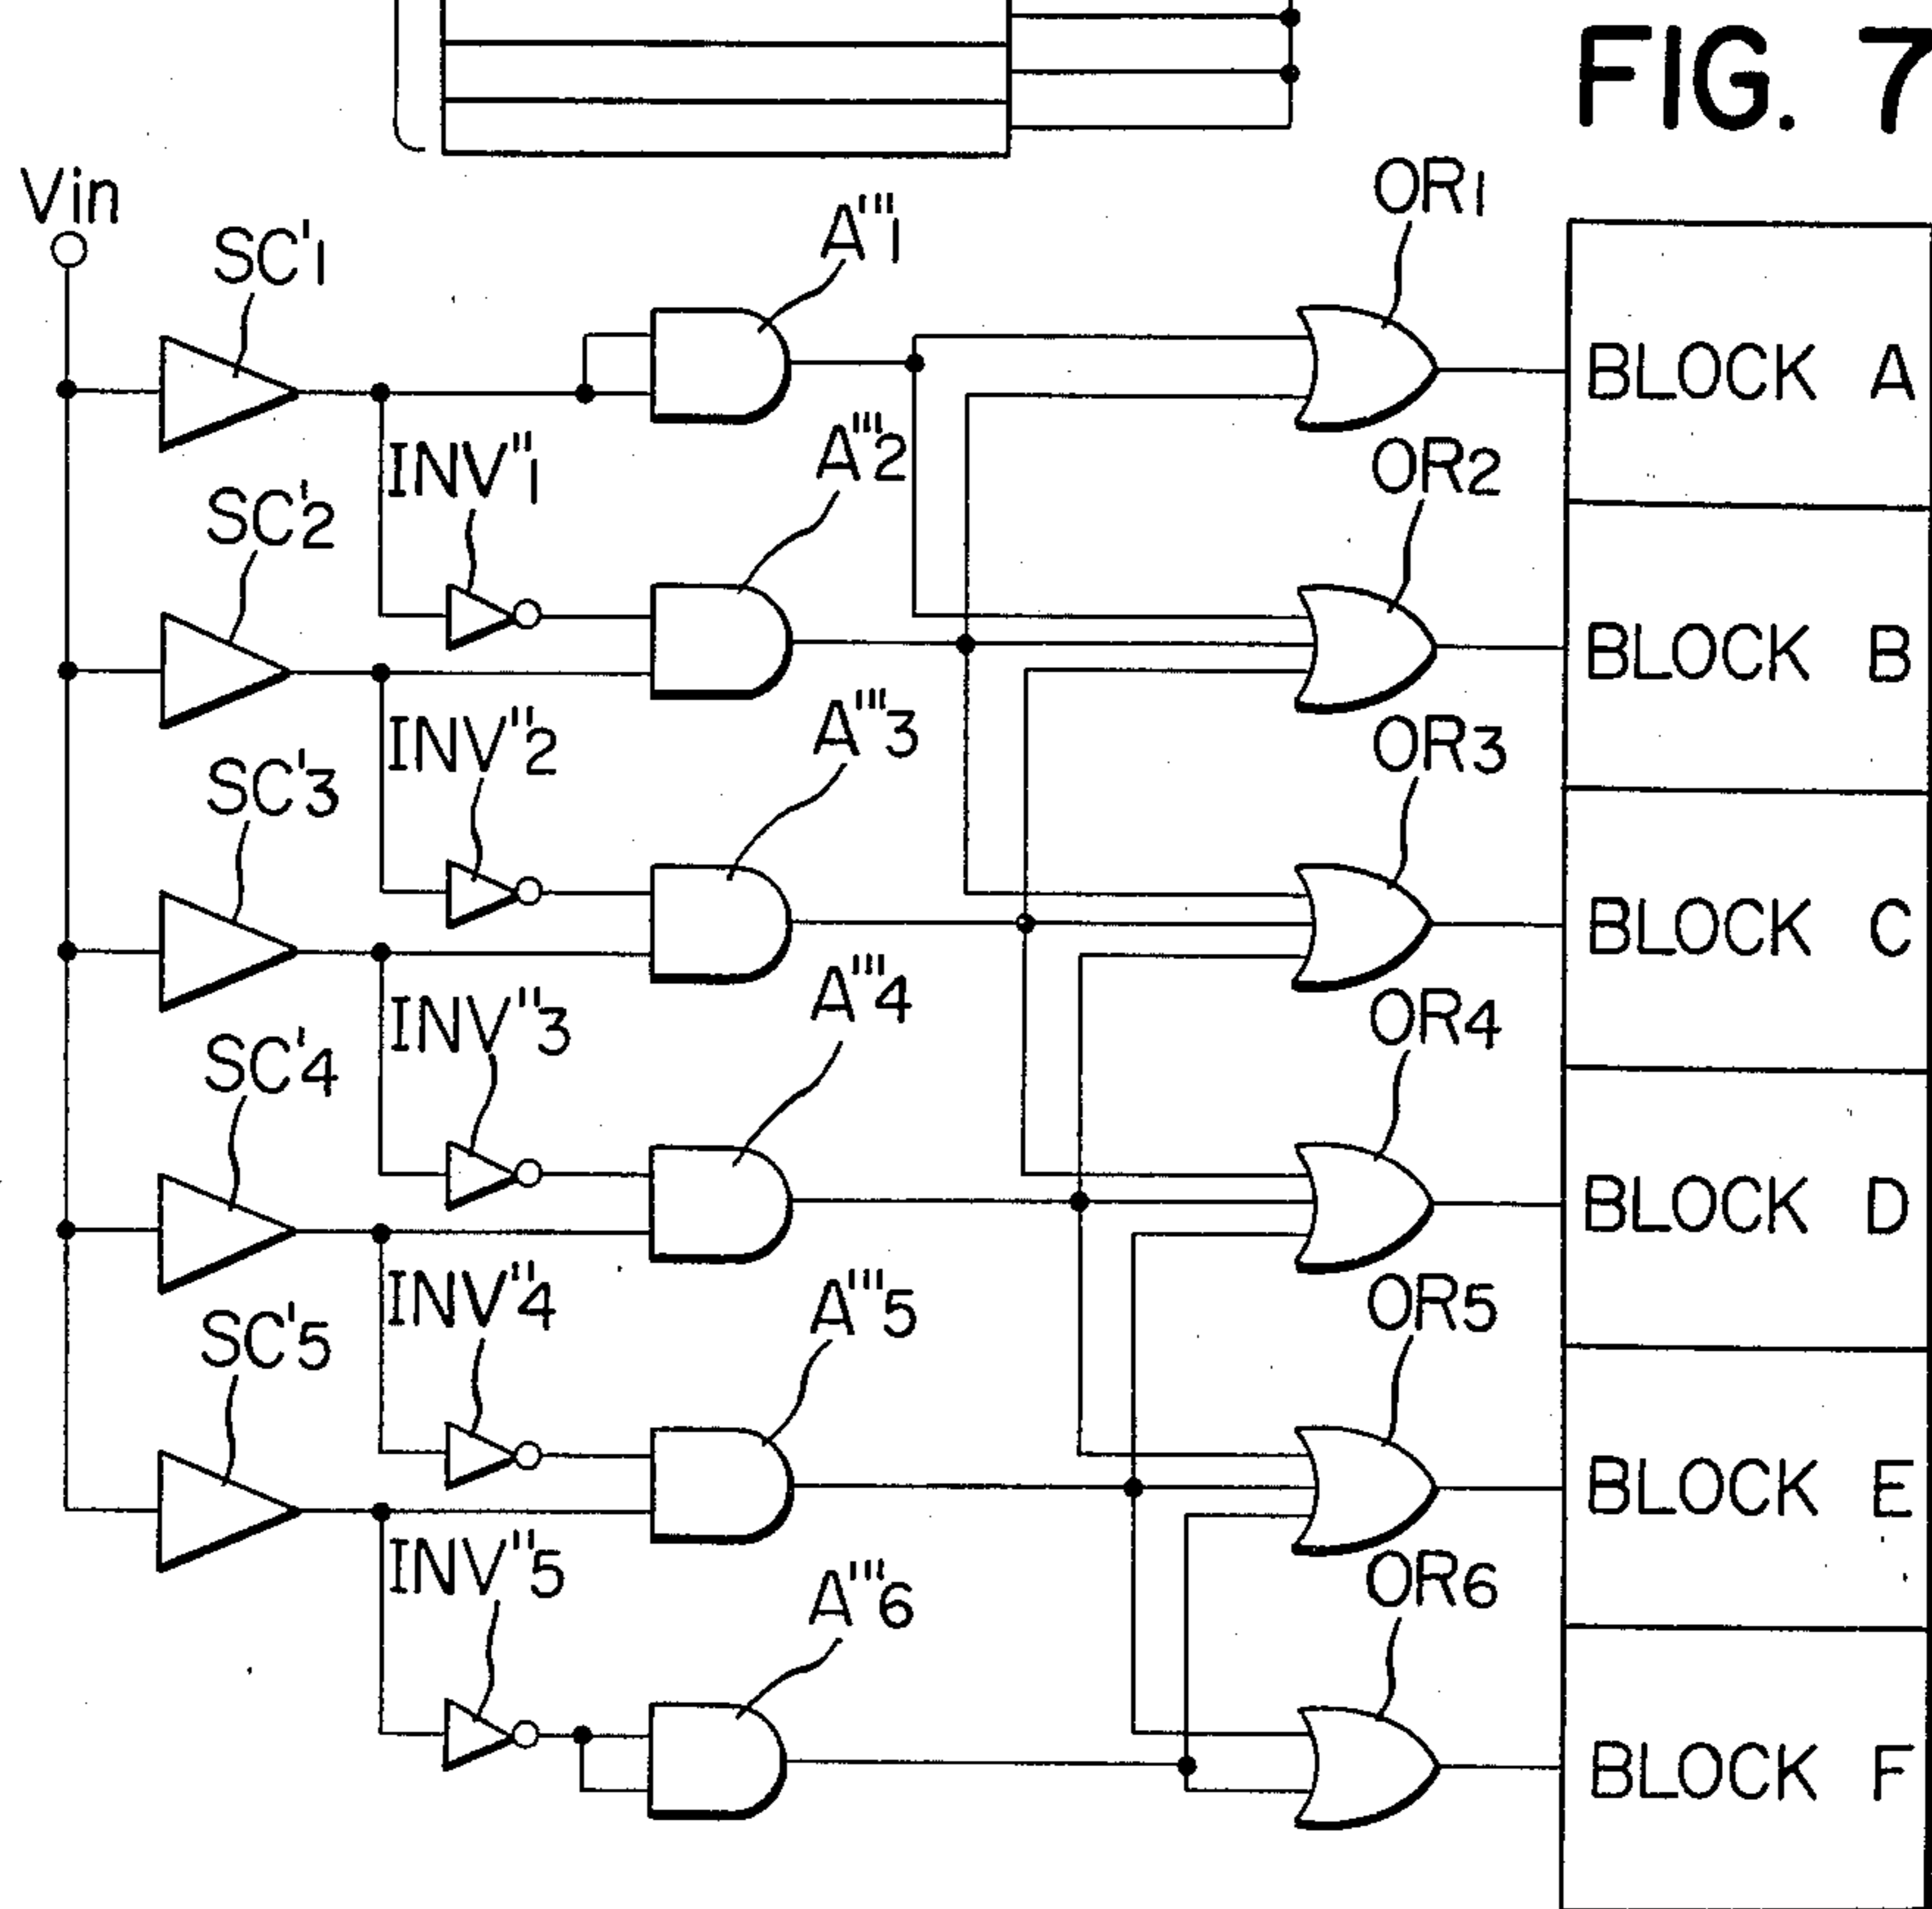 FIG. 7
Vin
SC'1
A'''1
OR1
BLOCK A
INV''1
A'''2
OR2
SC'2
BLOCK B
INV''2
A'''3
OR3
SC'3
BLOCK C
INV''3
A'''4
OR4
SC'4
BLOCK D
INV''4
A'''5
OR5
SC'5
BLOCK E
INV''5
A'''6
OR6
BLOCK F